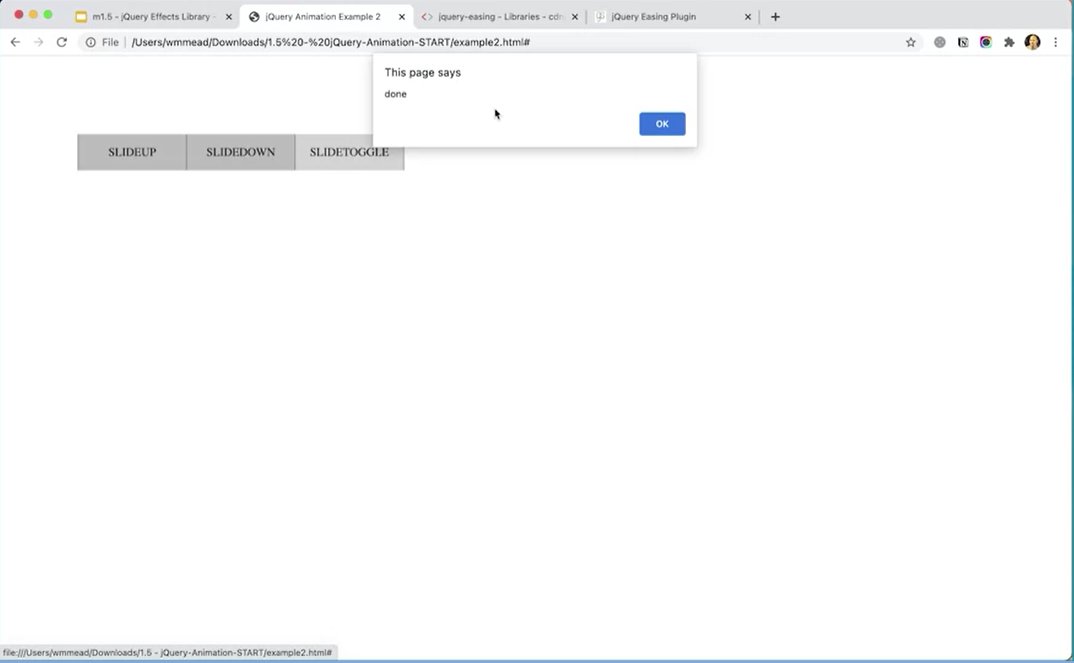 m1.5 - jQuery Effects Library -
jQuery Animation Example 2
jquery-easing - Libraries - cdn
jQuery Easing Plugin
File
/Users/wmmead/Downloads/1.5%20-%20jQuery-Animation-START/example2.html#
This page says
done
OK
SLIDEUP
SLIDEDOWN
SLIDETOGGLE
file:///Users/wmmead/Downloads/1.5 - jQuery-Animation-START/example2.html#